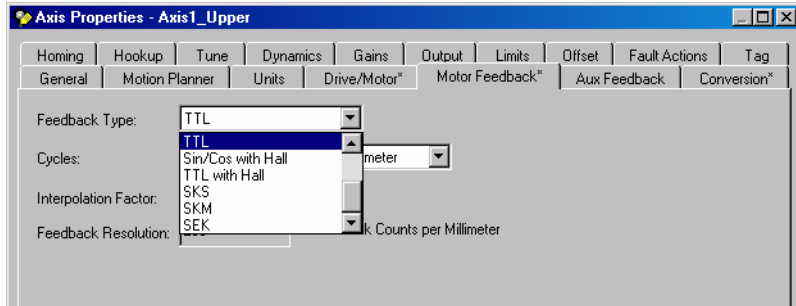 Axis Properties - Axis1_Upper
Homing Hookup Tune Dynamics Gains Output Limits Offset Fault Actions Tag
General Motion Planner Units Drive/Motor* Motor Feedback* Aux Feedback Conversion*
Feedback Type: TTL
TTL
Sin/Cos with Hall
Cycles: meter
TTL with Hall
SKS
Interpolation Factor:
SKM
Feedback Resolution: SEK k Counts per Millimeter